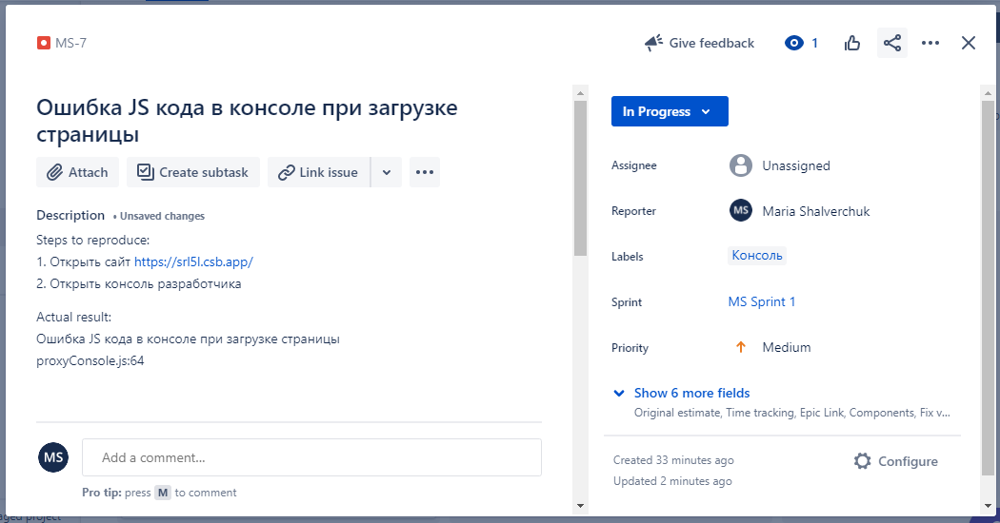 MS-7
Give feedback
1
Ошибка JS кода в консоле при загрузке
страницы
Attach
Create subtask
Link issue
Description • Unsaved changes
Steps to reproduce:
1. Открыть сайт https://srl5l.csb.app/
2. Открыть консоль разработчика
Actual result:
Ошибка JS кода в консоле при загрузке страницы
proxyConsole.js:64
MS
Add a comment...
Pro tip: press M to comment
In Progress
Assignee
Unassigned
Reporter
MS
Maria Shalverchuk
Labels
Консоль
Sprint
MS Sprint 1
Priority
Medium
Show 6 more fields
Original estimate, Time tracking, Epic Link, Components, Fix v...
Created 33 minutes ago
Updated 2 minutes ago
Configure
aged project